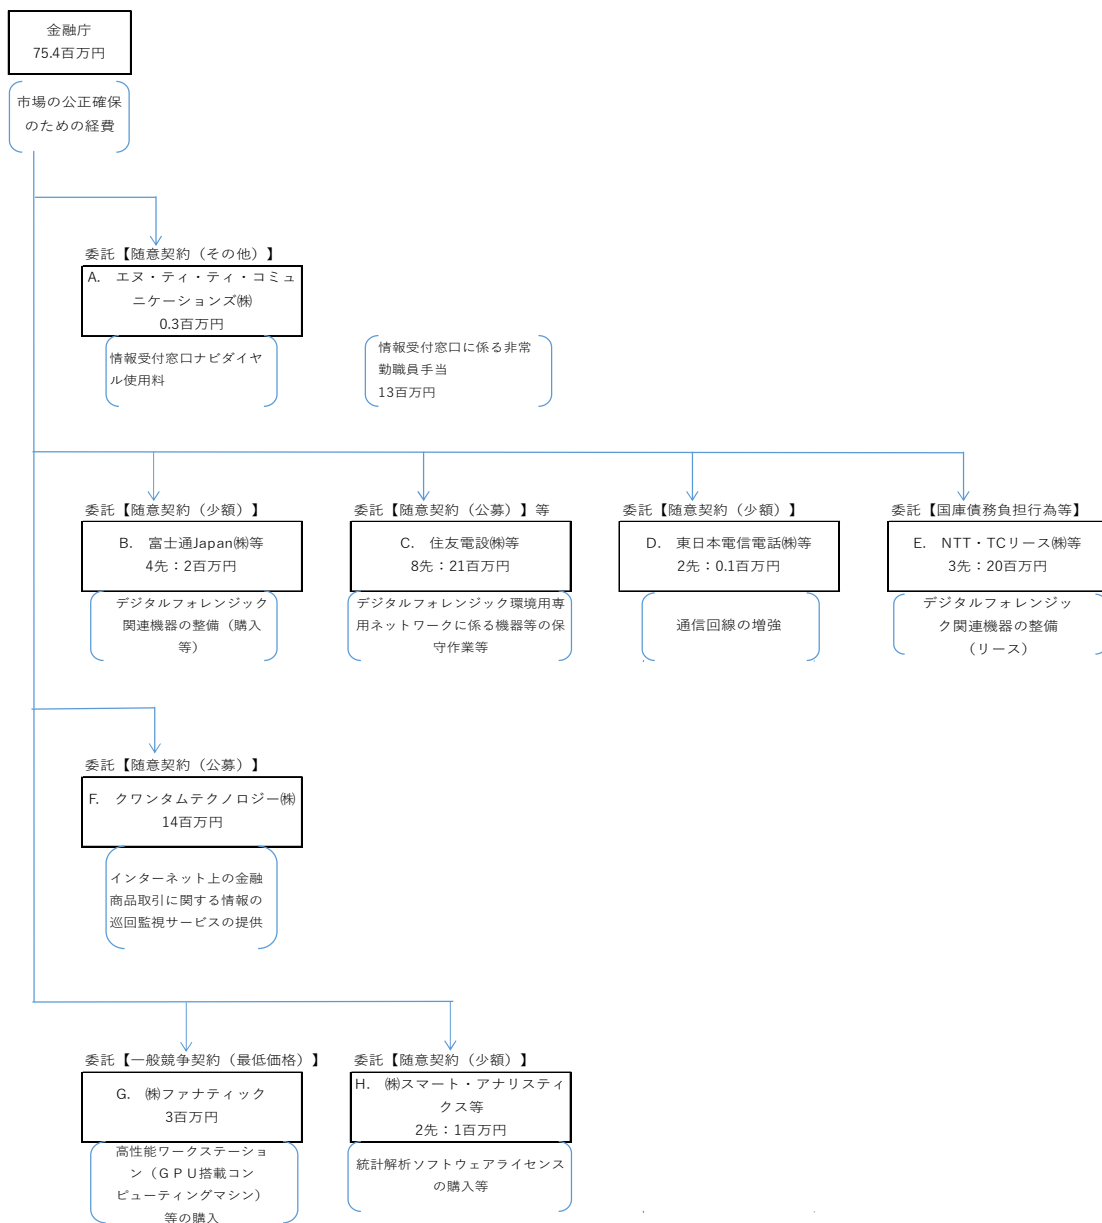 金融庁
75.4百万円
市場の公正確保
のための経費
委託【随意契約（その他）】
A.　エヌ・ティ・ティ・コミュ
ニケーションズ㈱
0.3百万円
情報受付窓口ナビダイヤ
ル使用料
情報受付窓口に係る非常
勤職員手当
13百万円
委託【随意契約（少額）】
B.　富士通Japan㈱等
4先：2百万円
デジタルフォレンジック
関連機器の整備（購入
等）
委託【随意契約（公募）】等
C.　住友電設㈱等
8先：21百万円
デジタルフォレンジック環境用専
用ネットワークに係る機器等の保
守作業等
委託【随意契約（少額）】
D.　東日本電信電話㈱等
2先：0.1百万円
通信回線の増強
委託【国庫債務負担行為等】
E.　NTT・TCリース㈱等
3先：20百万円
デジタルフォレンジッ
ク関連機器の整備
（リース）
委託【随意契約（公募）】
F.　クワンタムテクノロジー㈱
14百万円
インターネット上の金融
商品取引に関する情報の
巡回監視サービスの提供
委託【一般競争契約（最低価格）】
G.　㈱ファナティック
3百万円
高性能ワークステーショ
ン（ＧＰＵ搭載コン
ピューティングマシン）
等の購入
委託【随意契約（少額）】
H.　㈱スマート・アナリスティ
クス等
2先：1百万円
統計解析ソフトウェアライセンス
の購入等